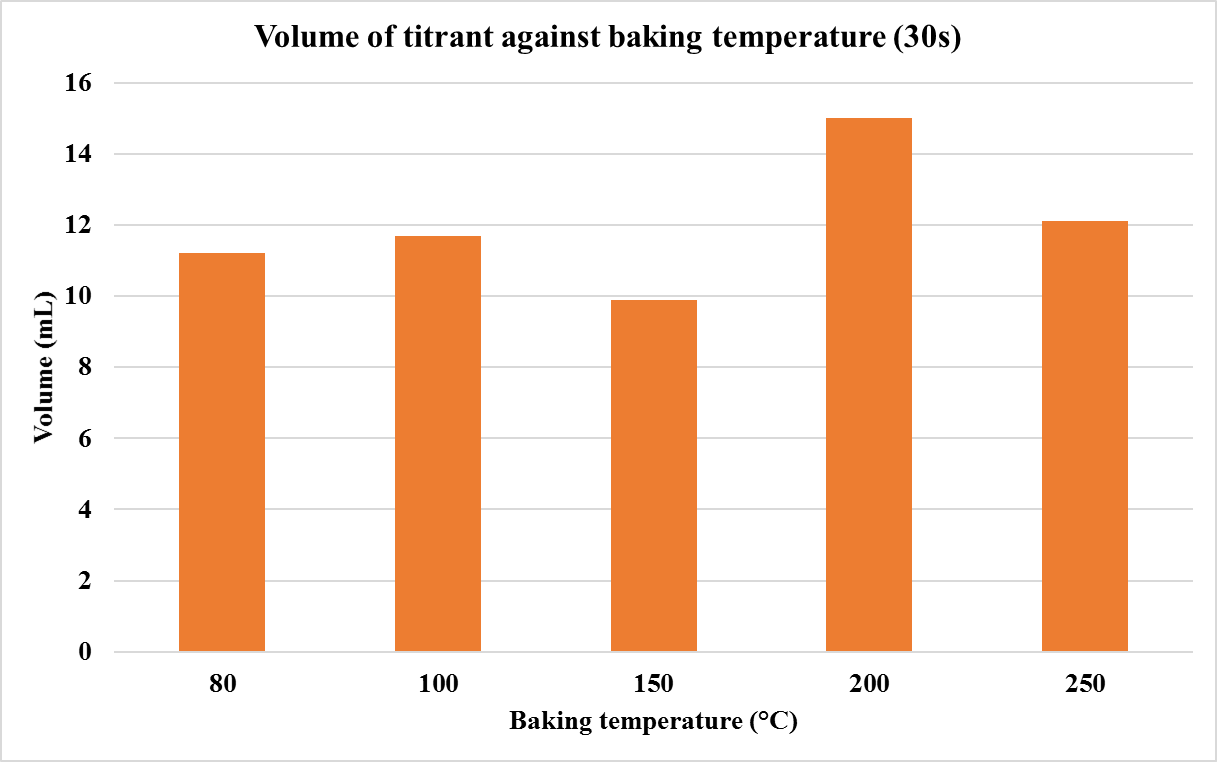 Volume of titrant against baking temperature (30s)
16
14
12
10
8
6
4
2
0
Volume (mL)
80 100 150 200 250
Baking temperature (°C)